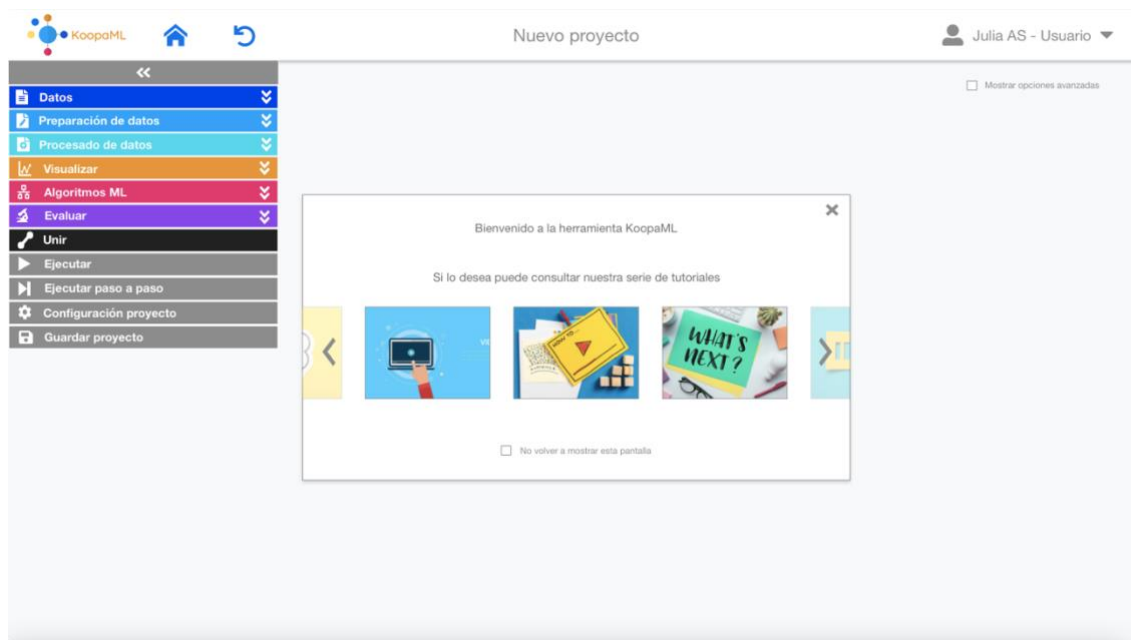 KoopaML
Nuevo proyecto
Julia AS - Usuario
Mostrar opciones avanzadas
Datos
Preparación de datos
Procesado de datos
Visualizar
Algoritmos ML
Evaluar
Unir
Ejecutar
Ejecutar paso a paso
Configuración proyecto
Guardar proyecto
Bienvenido a la herramienta KoopaML
Si lo desea puede consultar nuestra serie de tutoriales
HOW TO...
WHAT'S
NEXT?
No volver a mostrar esta pantalla